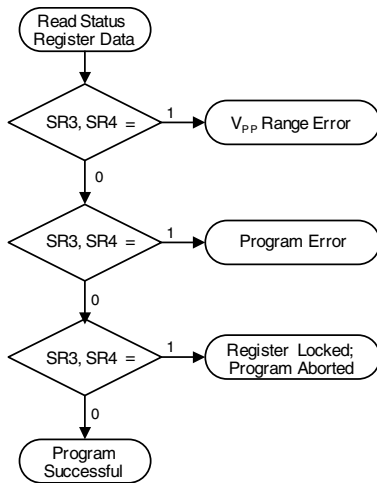 Read Status
Register Data
SR3, SR4 =
1
V_PP Range Error
0
SR3, SR4 =
1
Program Error
0
SR3, SR4 =
1
Register Locked;
Program Aborted
0
Program
Successful